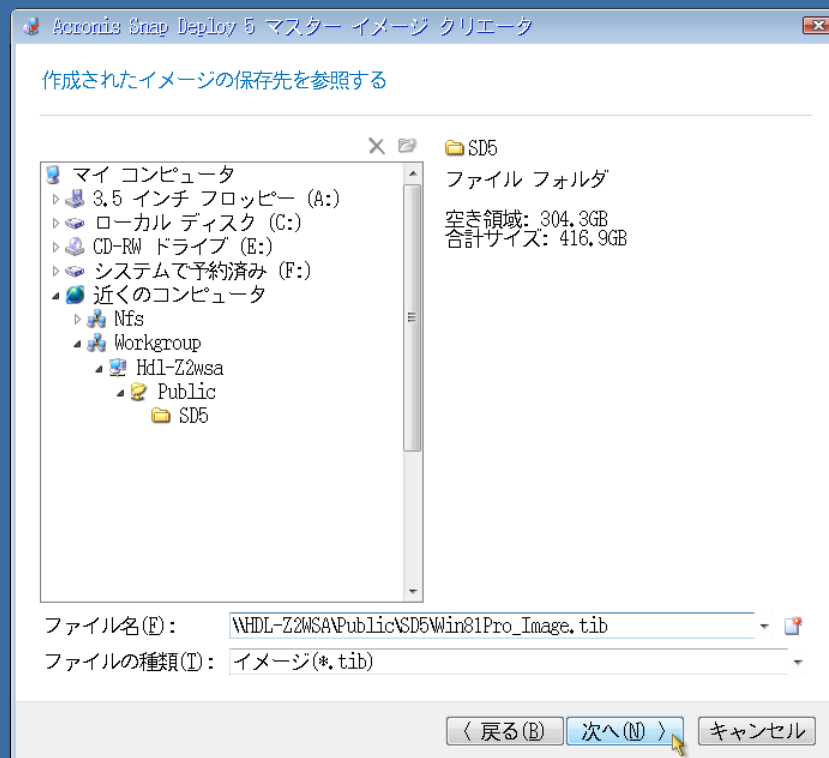 Acronis Snap Deploy 5 マスター イメージ クリエータ
作成されたイメージの保存先を参照する
マイ コンピュータ
3.5 インチ フロッピー (A:)
ローカル ディスク (C:)
CD-RW ドライブ (E:)
システムで予約済み (F:)
近くのコンピュータ
Nfs
Workgroup
Hdl-Z2wsa
Public
SD5
SD5
ファイル フォルダ
空き領域: 304.3GB
合計サイズ: 416.9GB
ファイル名(F): \\HDL-Z2WSA\Public\SD5\Win81Pro_Image.tib
ファイルの種類(T): イメージ(*.tib)
〈 戻る(B) 次へ(N) 〉 キャンセル